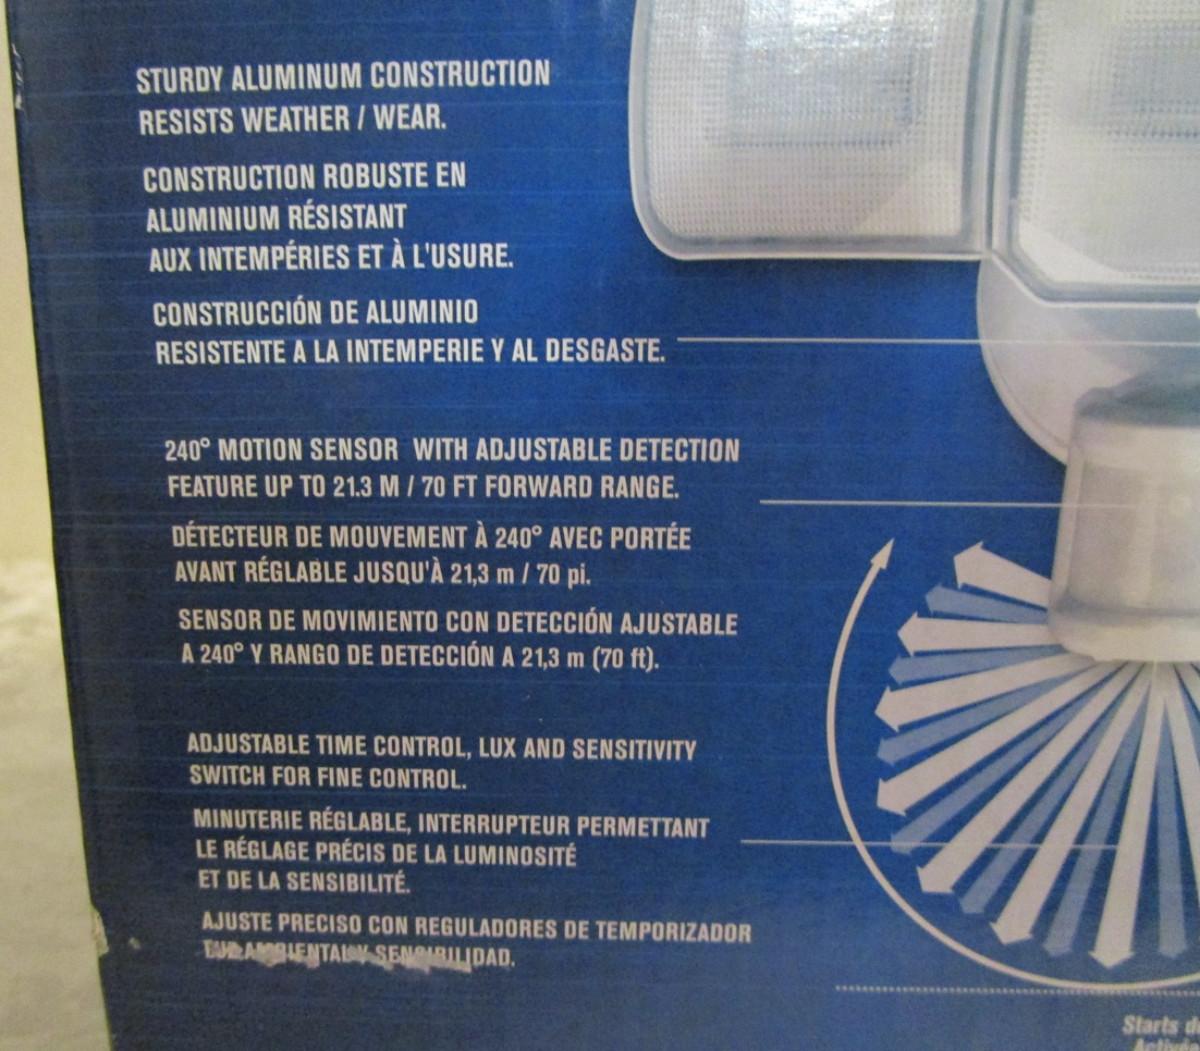 STURDY ALUMINUM CONSTRUCTION
RESISTS WEATHER / WEAR.
CONSTRUCTION ROBUSTE EN
ALUMINIUM RÉSISTANT
AUX INTEMPÉRIES ET À L'USURE.
CONSTRUCCIÓN DE ALUMINIO
RESISTENTE A LA INTEMPERIE Y AL DESGASTE.
240° MOTION SENSOR WITH ADJUSTABLE DETECTION
FEATURE UP TO 21.3 M / 70 FT FORWARD RANGE.
DÉTECTEUR DE MOUVEMENT À 240° AVEC PORTÉE
AVANT RÉGLABLE JUSQU'À 21,3 m / 70 pi.
SENSOR DE MOVIMIENTO CON DETECCIÓN AJUSTABLE
A 240° Y RANGO DE DETECCIÓN A 21,3 m (70 ft).
ADJUSTABLE TIME CONTROL, LUX AND SENSITIVITY
SWITCH FOR FINE CONTROL.
MINUTERIE RÉGLABLE, INTERRUPTEUR PERMETTANT
LE RÉGLAGE PRÉCIS DE LA LUMINOSITÉ
ET DE LA SENSIBILITÉ.
AJUSTE PRECISO CON REGULADORES DE TEMPORIZADOR
AMBIENTAL Y SENSIBILIDAD.
Starts